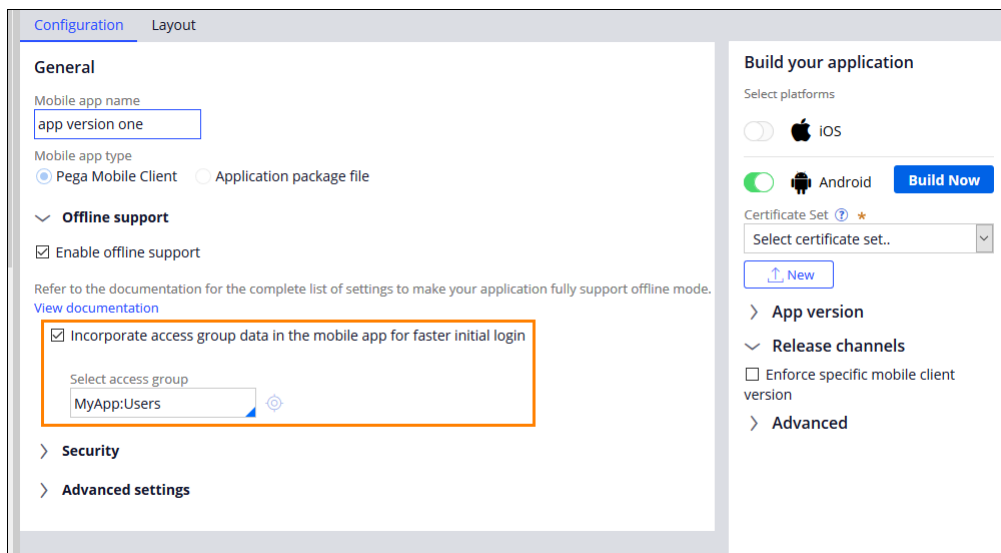 Configuration Layout
General
Mobile app name
app version one
Mobile app type
Pega Mobile Client Application package file
Offline support
Enable offline support
Refer to the documentation for the complete list of settings to make your application fully support offline mode.
View documentation
Incorporate access group data in the mobile app for faster initial login
Select access group
MyApp:Users
Security
Advanced settings
Build your application
Select platforms
iOS
Android Build Now
Certificate Set ? *
Select certificate set..
New
App version
Release channels
Enforce specific mobile client
version
Advanced